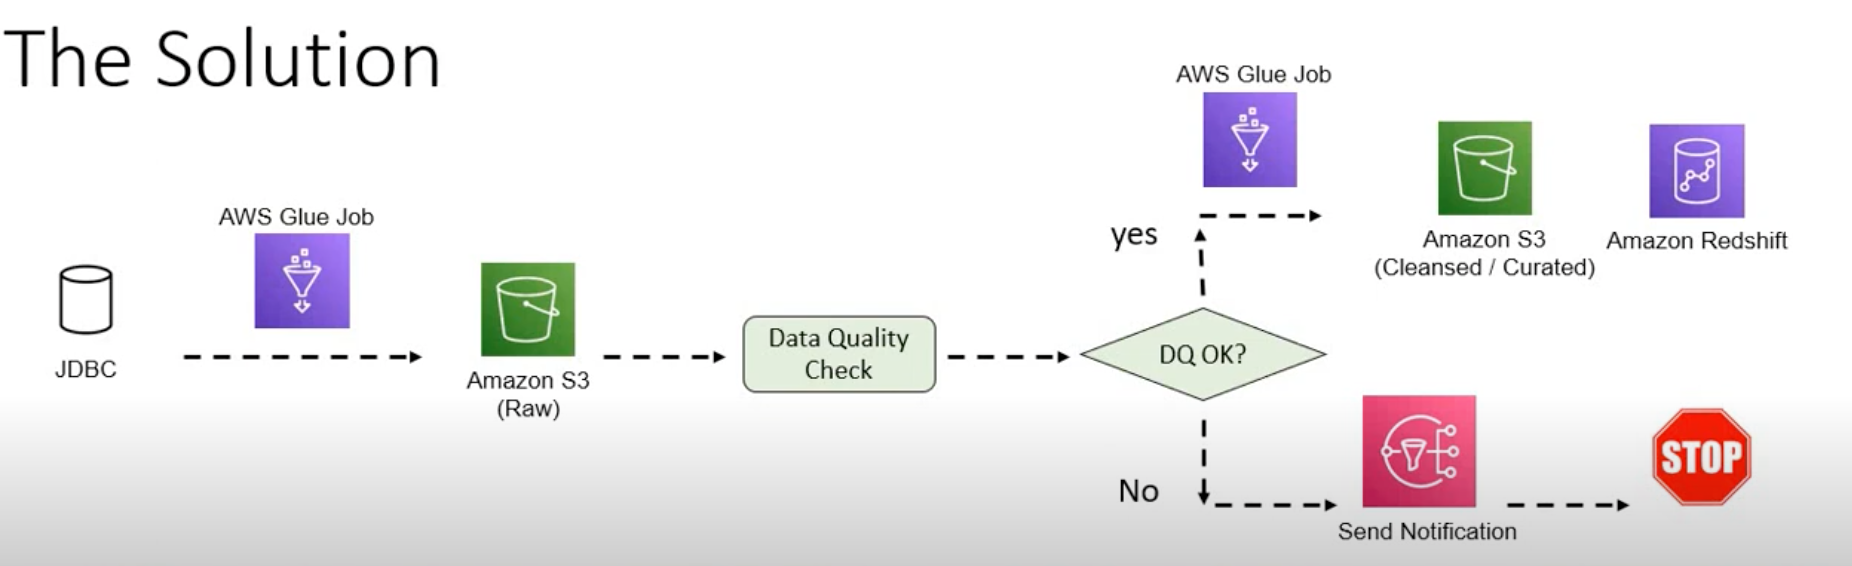 The Solution
AWS Glue Job
AWS Glue Job
yes
Amazon S3
(Cleansed / Curated)
Amazon Redshift
JDBC
Amazon S3
(Raw)
Data Quality
Check
DQ OK?
No
Send Notification
STOP